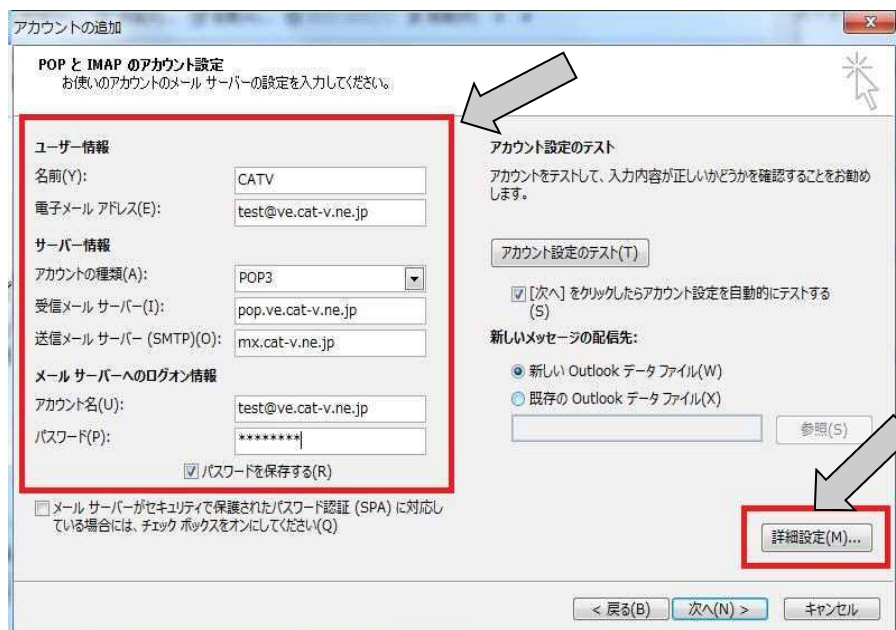 アカウントの追加
POP と IMAP のアカウント設定
お使いのアカウントのメール サーバーの設定を入力してください。
ユーザー情報
名前(Y):
CATV
電子メール アドレス(E):
test@ve.cat-v.ne.jp
サーバー情報
アカウントの種類(A):
POP3
受信メール サーバー(I):
pop.ve.cat-v.ne.jp
送信メール サーバー (SMTP)(O):
mx.cat-v.ne.jp
メール サーバーへのログオン情報
アカウント名(U):
test@ve.cat-v.ne.jp
パスワード(P):
********
パスワードを保存する(R)
メール サーバーがセキュリティで保護されたパスワード認証 (SPA) に対応し
ている場合には、チェック ボックスをオンにしてください(Q)
アカウント設定のテスト
アカウントをテストして、入力内容が正しいかどうかを確認することをお勧め
します。
アカウント設定のテスト(T)
[次へ] をクリックしたらアカウント設定を自動的にテストする
(S)
新しいメッセージの配信先:
新しい Outlook データ ファイル(W)
既存の Outlook データ ファイル(X)
参照(S)
詳細設定(M)...
< 戻る(B)
次へ(N) >
キャンセル